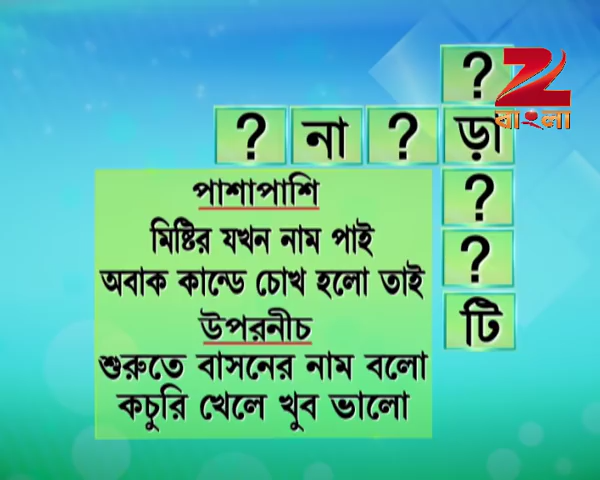 ?
Z
বাংলা
? না ? ড়া
পাশাপাশি
?
মিষ্টির যখন নাম পাই
?
অবাক কান্ডে চোখ হলো তাই
উপরনীচ
টি
শুরুতে বাসনের নাম বলো
কচুরি খেলে খুব ভালো